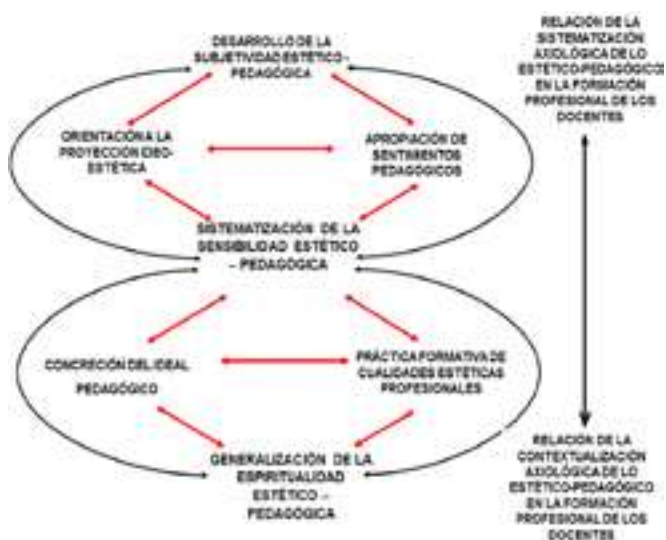 DESARROLLO DE LA
SUBJETIVIDAD ESTÉTICO –
PEDAGÓGICA
ORIENTACIÓN A LA
PROYECCIÓN IDEO-
ESTÉTICA
APROPIACIÓN DE
SENTIMIENTOS
PEDAGÓGICOS
SISTEMATIZACIÓN DE LA
SENSIBILIDAD ESTÉTICO
– PEDAGÓGICA
CONCRECIÓN DEL IDEAL
PEDAGÓGICO
PRÁCTICA FORMATIVA DE
CUALIDADES ESTÉTICAS
PROFESIONALES
GENERALIZACIÓN DE LA
ESPIRITUALIDAD
ESTÉTICO –
PEDAGÓGICA
RELACIÓN DE LA
SISTEMATIZACIÓN
AXIOLÓGICA DE LO
ESTÉTICO-PEDAGÓGICOS
EN LA FORMACIÓN
PROFESIONAL DE LOS
DOCENTES
RELACIÓN DE LA
CONTEXTUALIZACIÓN
AXIOLÓGICA DE LO
ESTÉTICO-PEDAGÓGICO
EN LA FORMACIÓN
PROFESIONAL DE LOS
DOCENTES